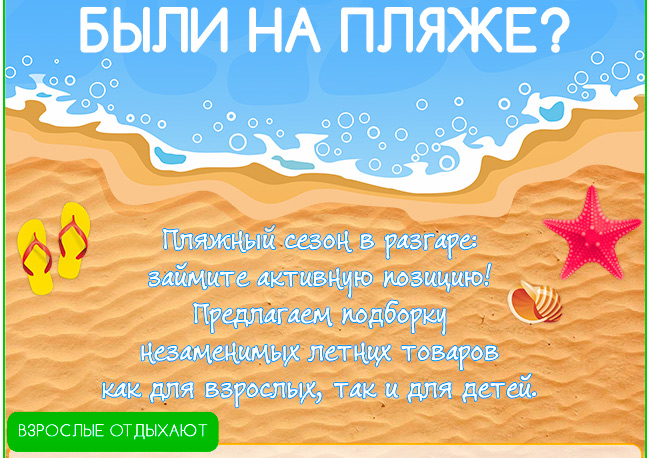 БЫЛИ НА ПЛЯЖЕ?
Пляжный сезон в разгаре:
займите активную позицию!
Предлагаем подборку
незаменимых летних товаров
как для взрослых, так и для детей.
ВЗРОСЛЫЕ ОТДЫХАЮТ